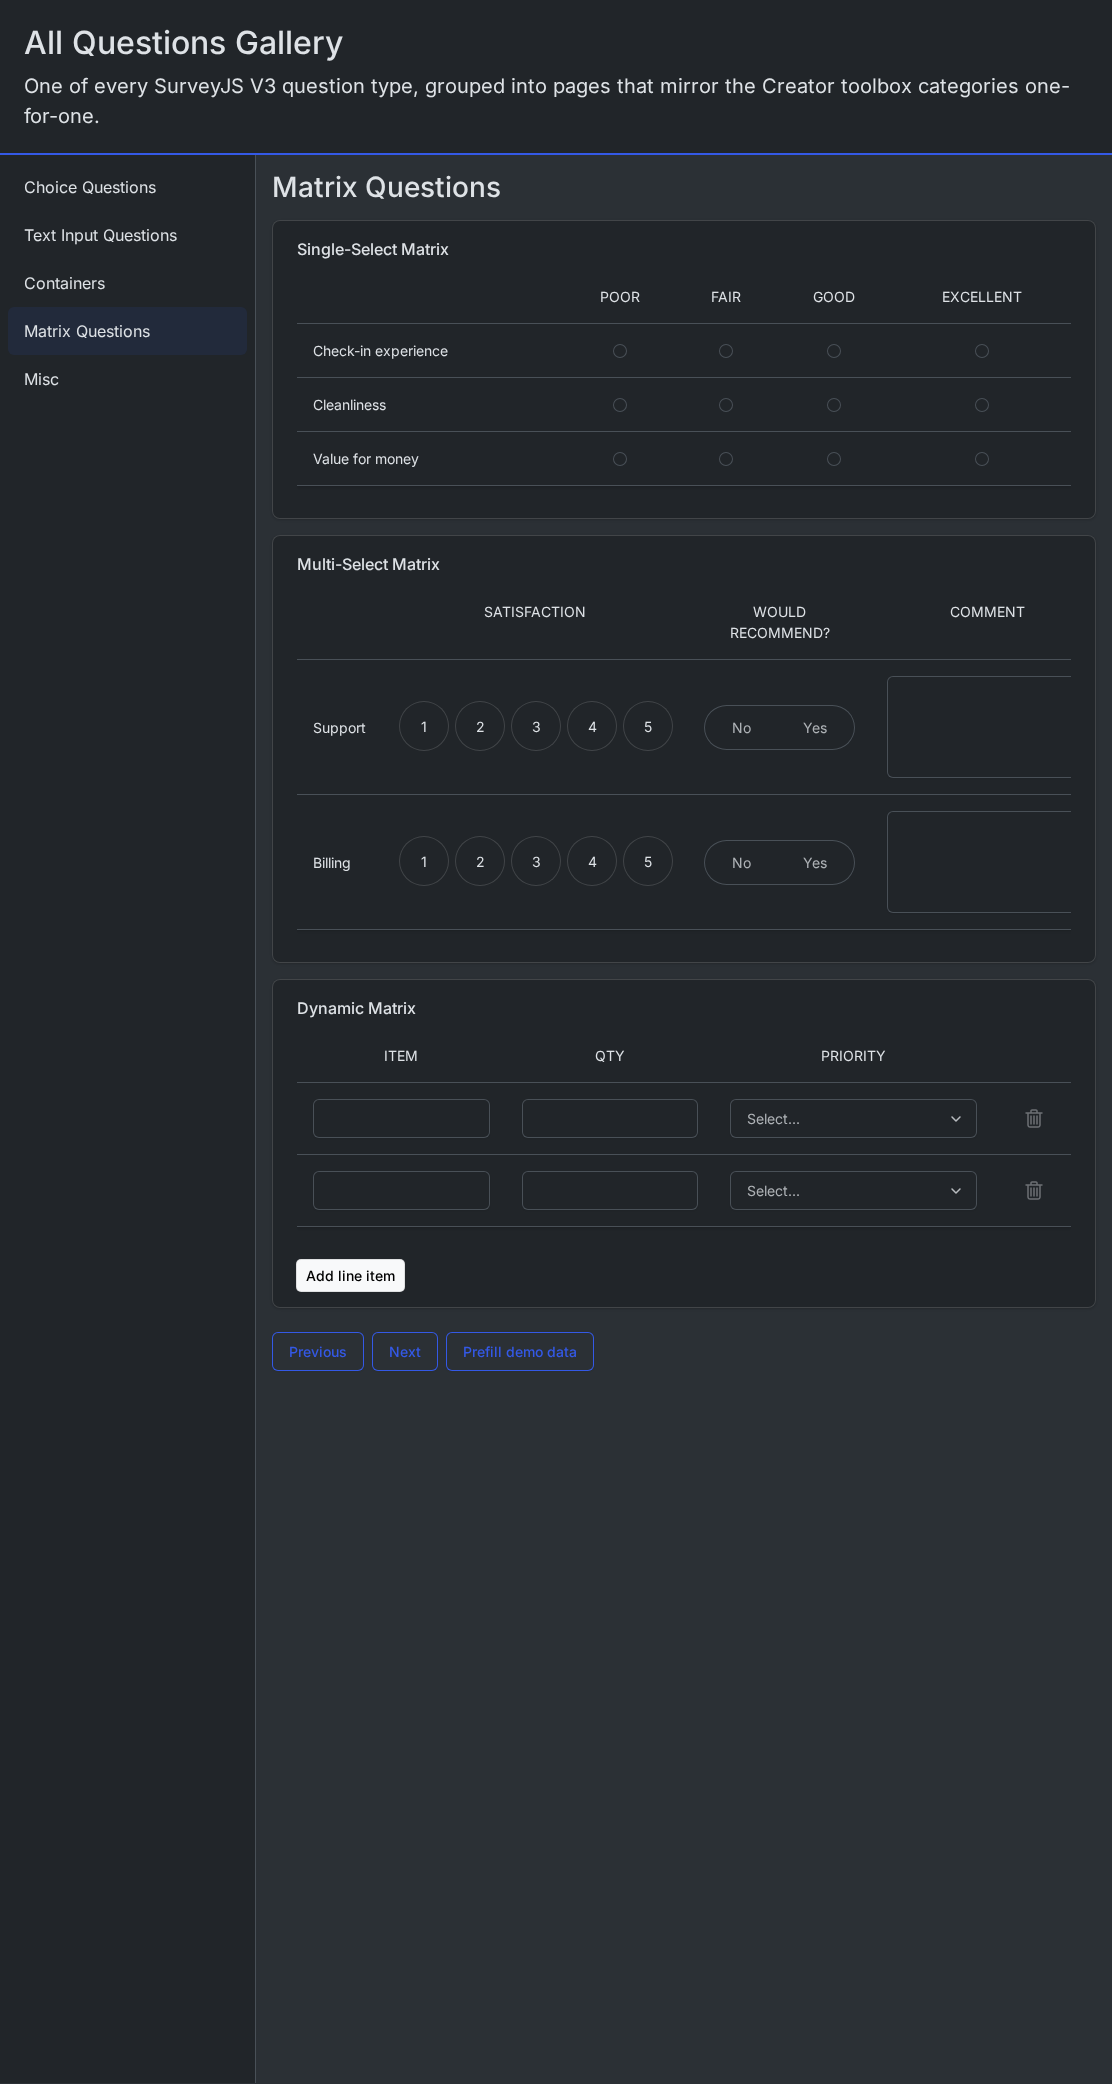 All Questions Gallery
One of every SurveyJS V3 question type, grouped into pages that mirror the Creator toolbox categories one-
for-one.
Choice Questions
Text Input Questions
Containers
Matrix Questions
Misc
Matrix Questions
Single-Select Matrix
POOR FAIR GOOD EXCELLENT
Check-in experience
Cleanliness
Value for money
Multi-Select Matrix
SATISFACTION WOULD COMMENT
RECOMMEND?
Support 1 2 3 4 5 No Yes
Billing 1 2 3 4 5 No Yes
Dynamic Matrix
ITEM QTY PRIORITY
Select...
Select...
Add line item
Previous Next Prefill demo data